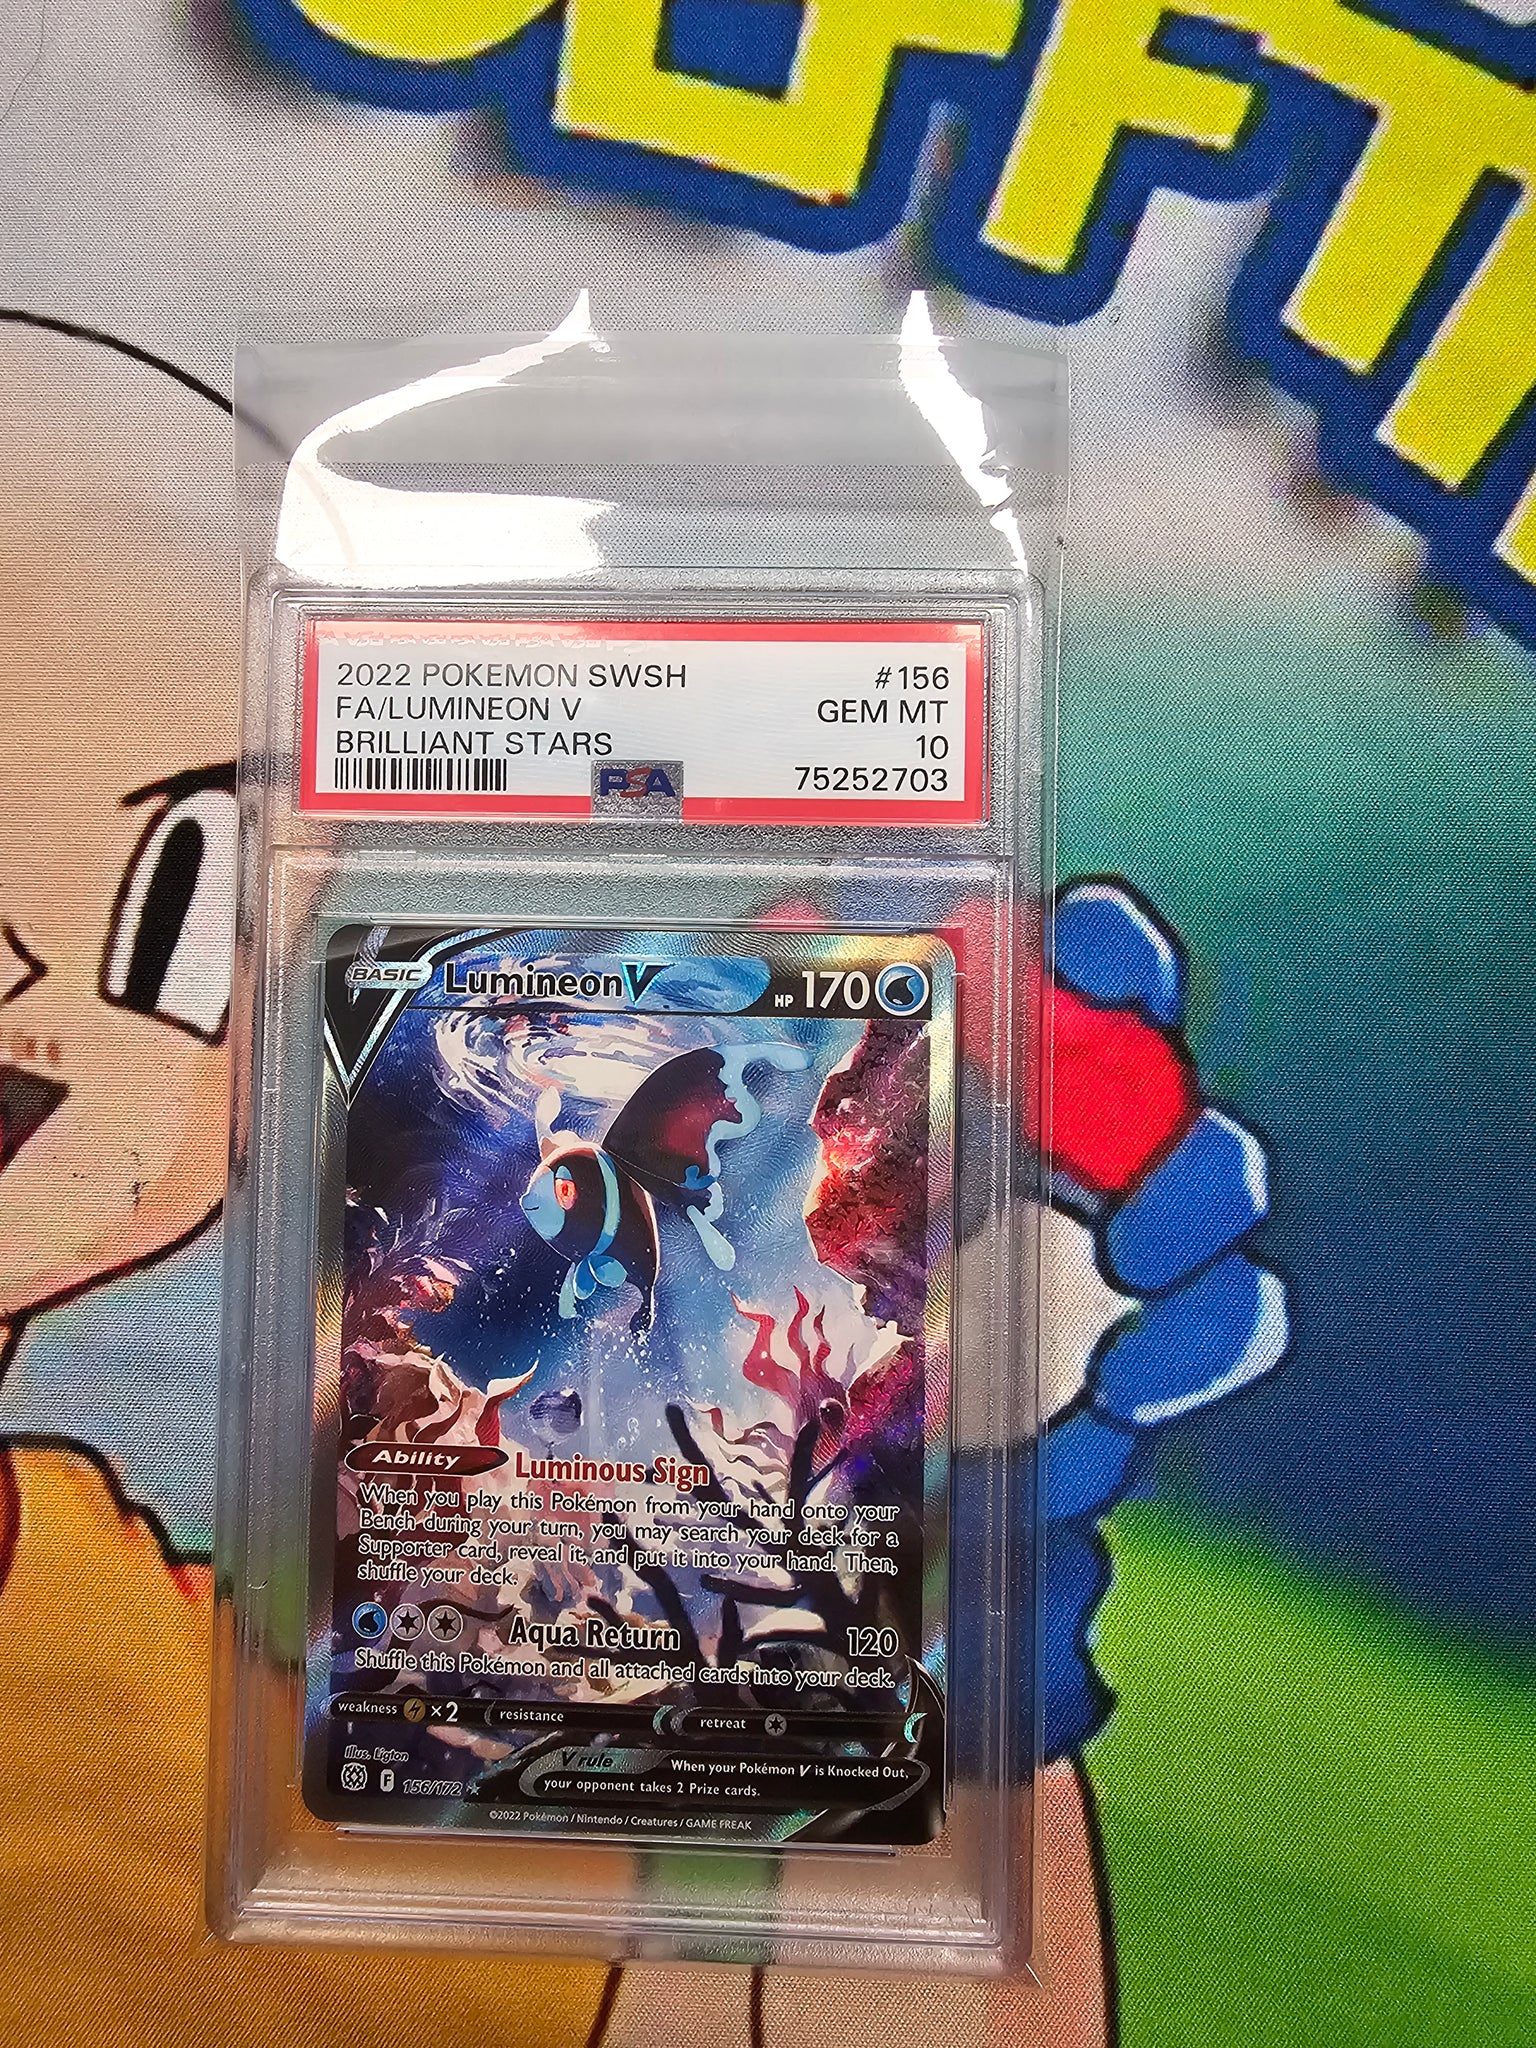 2022 POKEMON SWSH #156
FA/LUMINEON V GEM MT
BRILLIANT STARS 10
PSA 75252703
BASIC Lumineon V HP 170
Ability Luminous Sign
When you play this Pokémon from your hand onto your
Bench during your turn, you may search your deck for a
Supporter card, reveal it, and put it into your hand. Then,
shuffle your deck.
Aqua Return 120
Shuffle this Pokémon and all attached cards into your deck.
weakness ×2 resistance retreat
Illus. Ligton V rule When your Pokémon V is Knocked Out,
F 156/172 your opponent takes 2 Prize cards.
©2022 Pokémon / Nintendo / Creatures / GAME FREAK